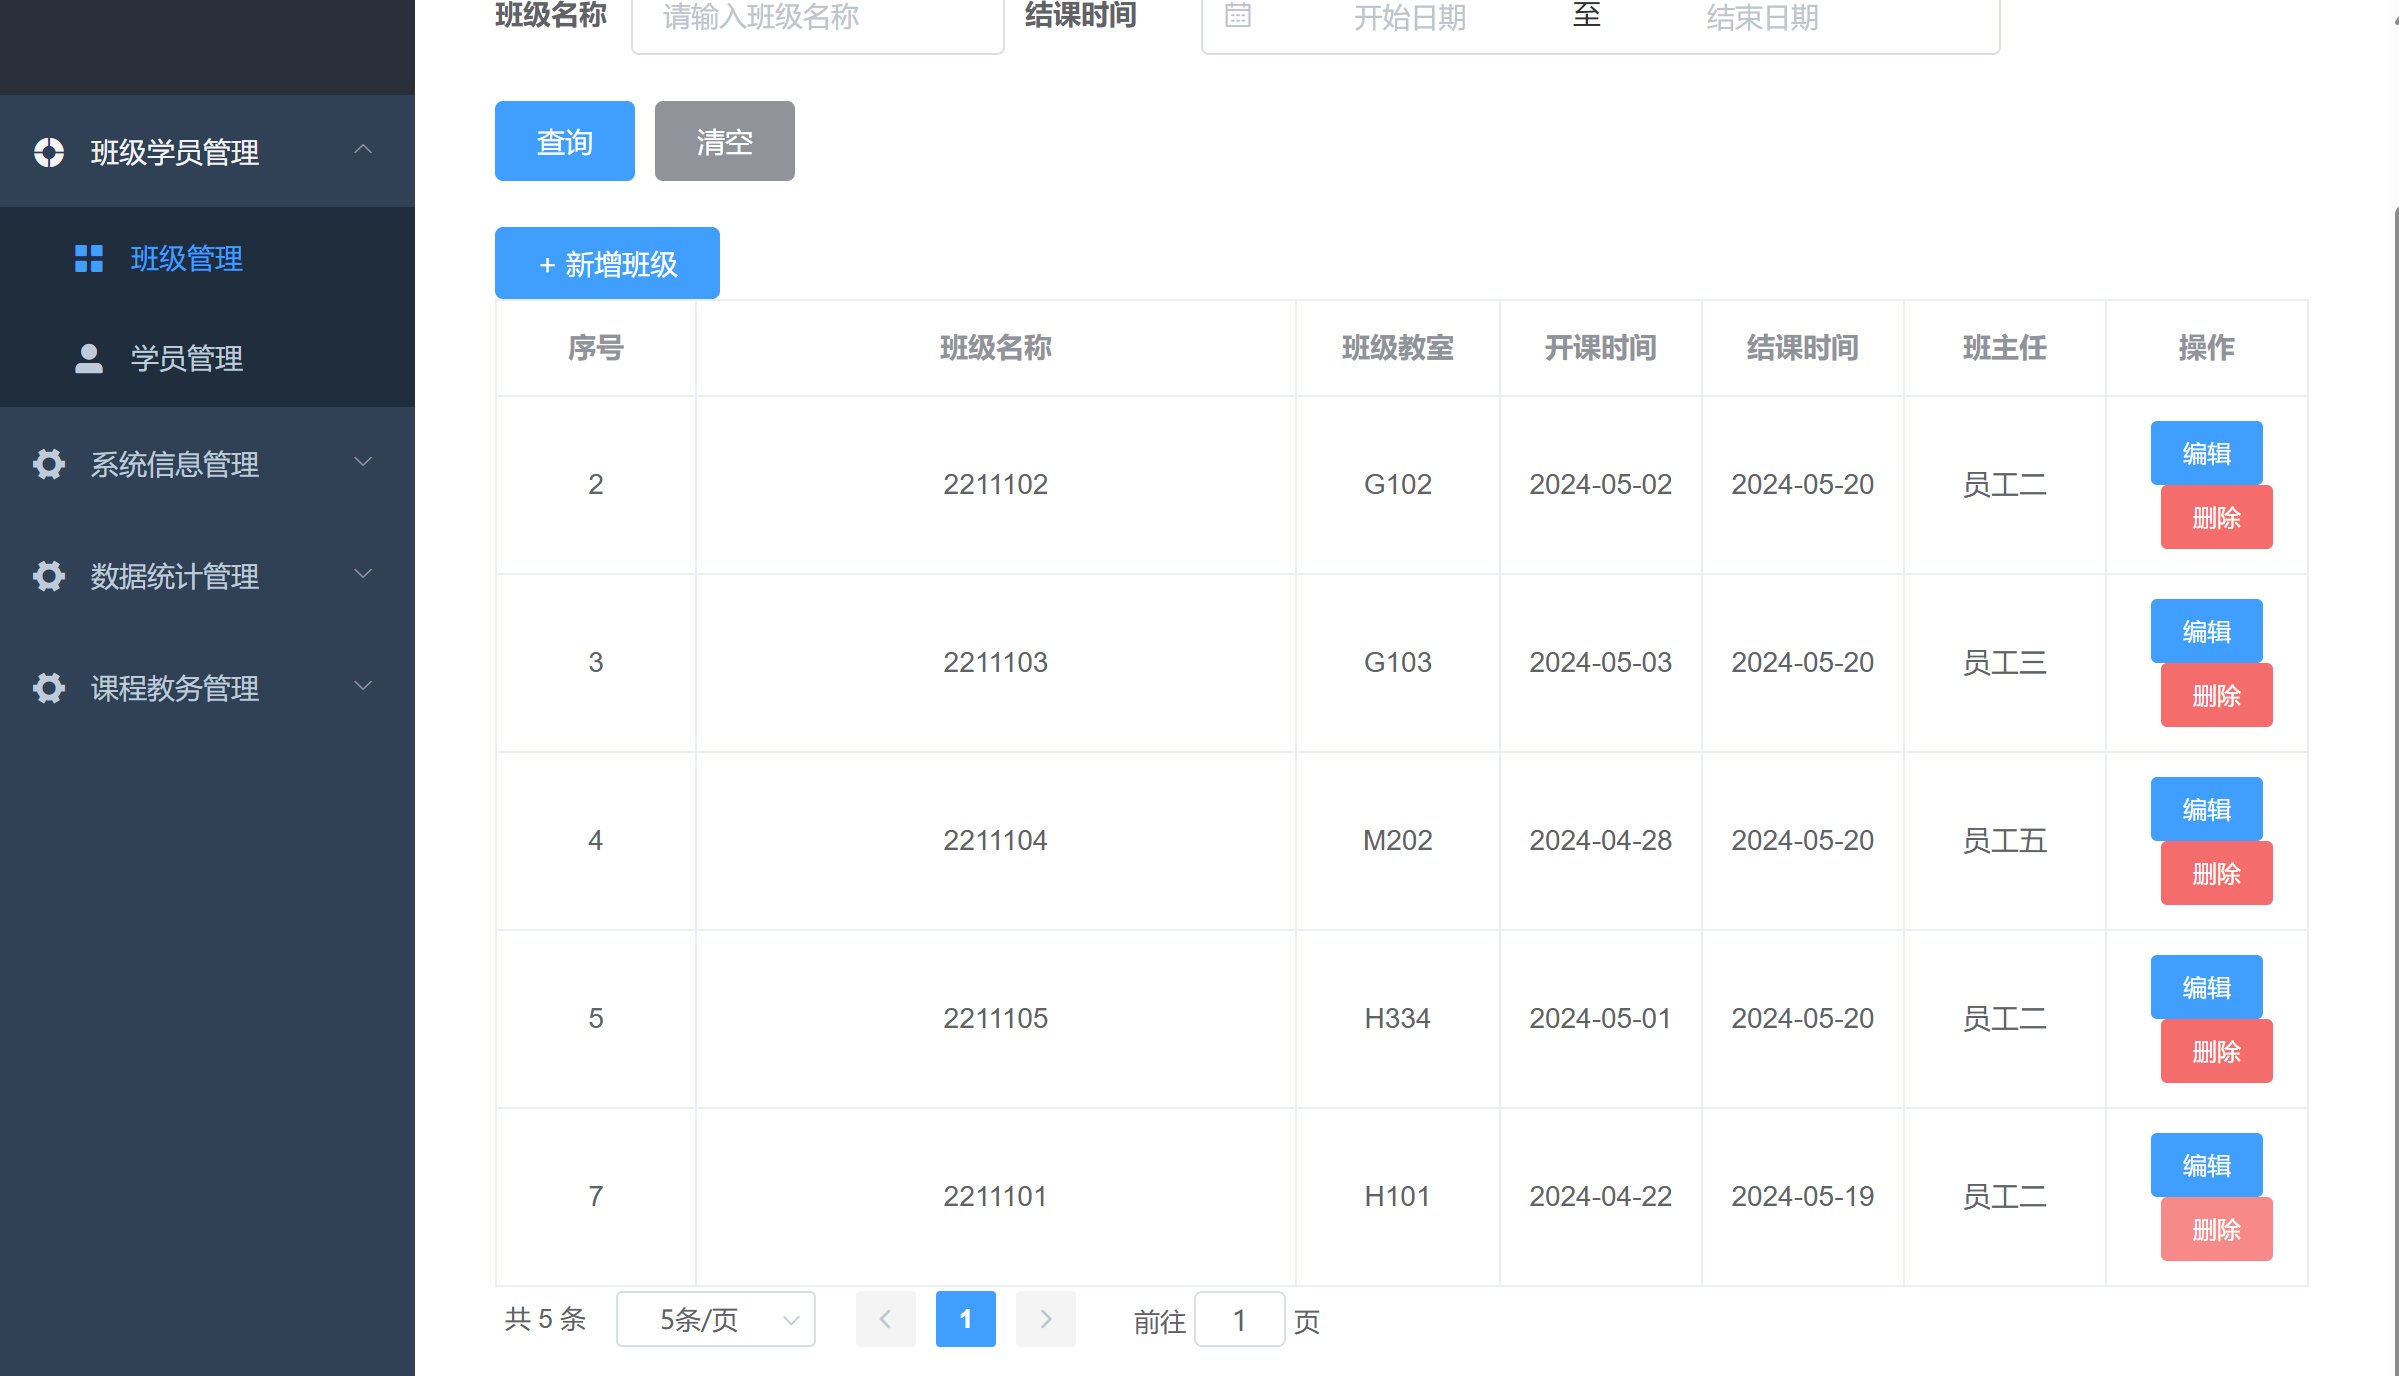 班级名称 请输入班级名称 结课时间 开始日期 至 结束日期
查询 清空
+ 新增班级
班级学员管理
班级管理
学员管理
系统信息管理
数据统计管理
课程教务管理
序号 班级名称 班级教室 开课时间 结课时间 班主任 操作
2 2211102 G102 2024-05-02 2024-05-20 员工二 编辑
删除
3 2211103 G103 2024-05-03 2024-05-20 员工三 编辑
删除
4 2211104 M202 2024-04-28 2024-05-20 员工五 编辑
删除
5 2211105 H334 2024-05-01 2024-05-20 员工二 编辑
删除
7 2211101 H101 2024-04-22 2024-05-19 员工二 编辑
删除
共 5 条 5条/页 1 前往 1 页